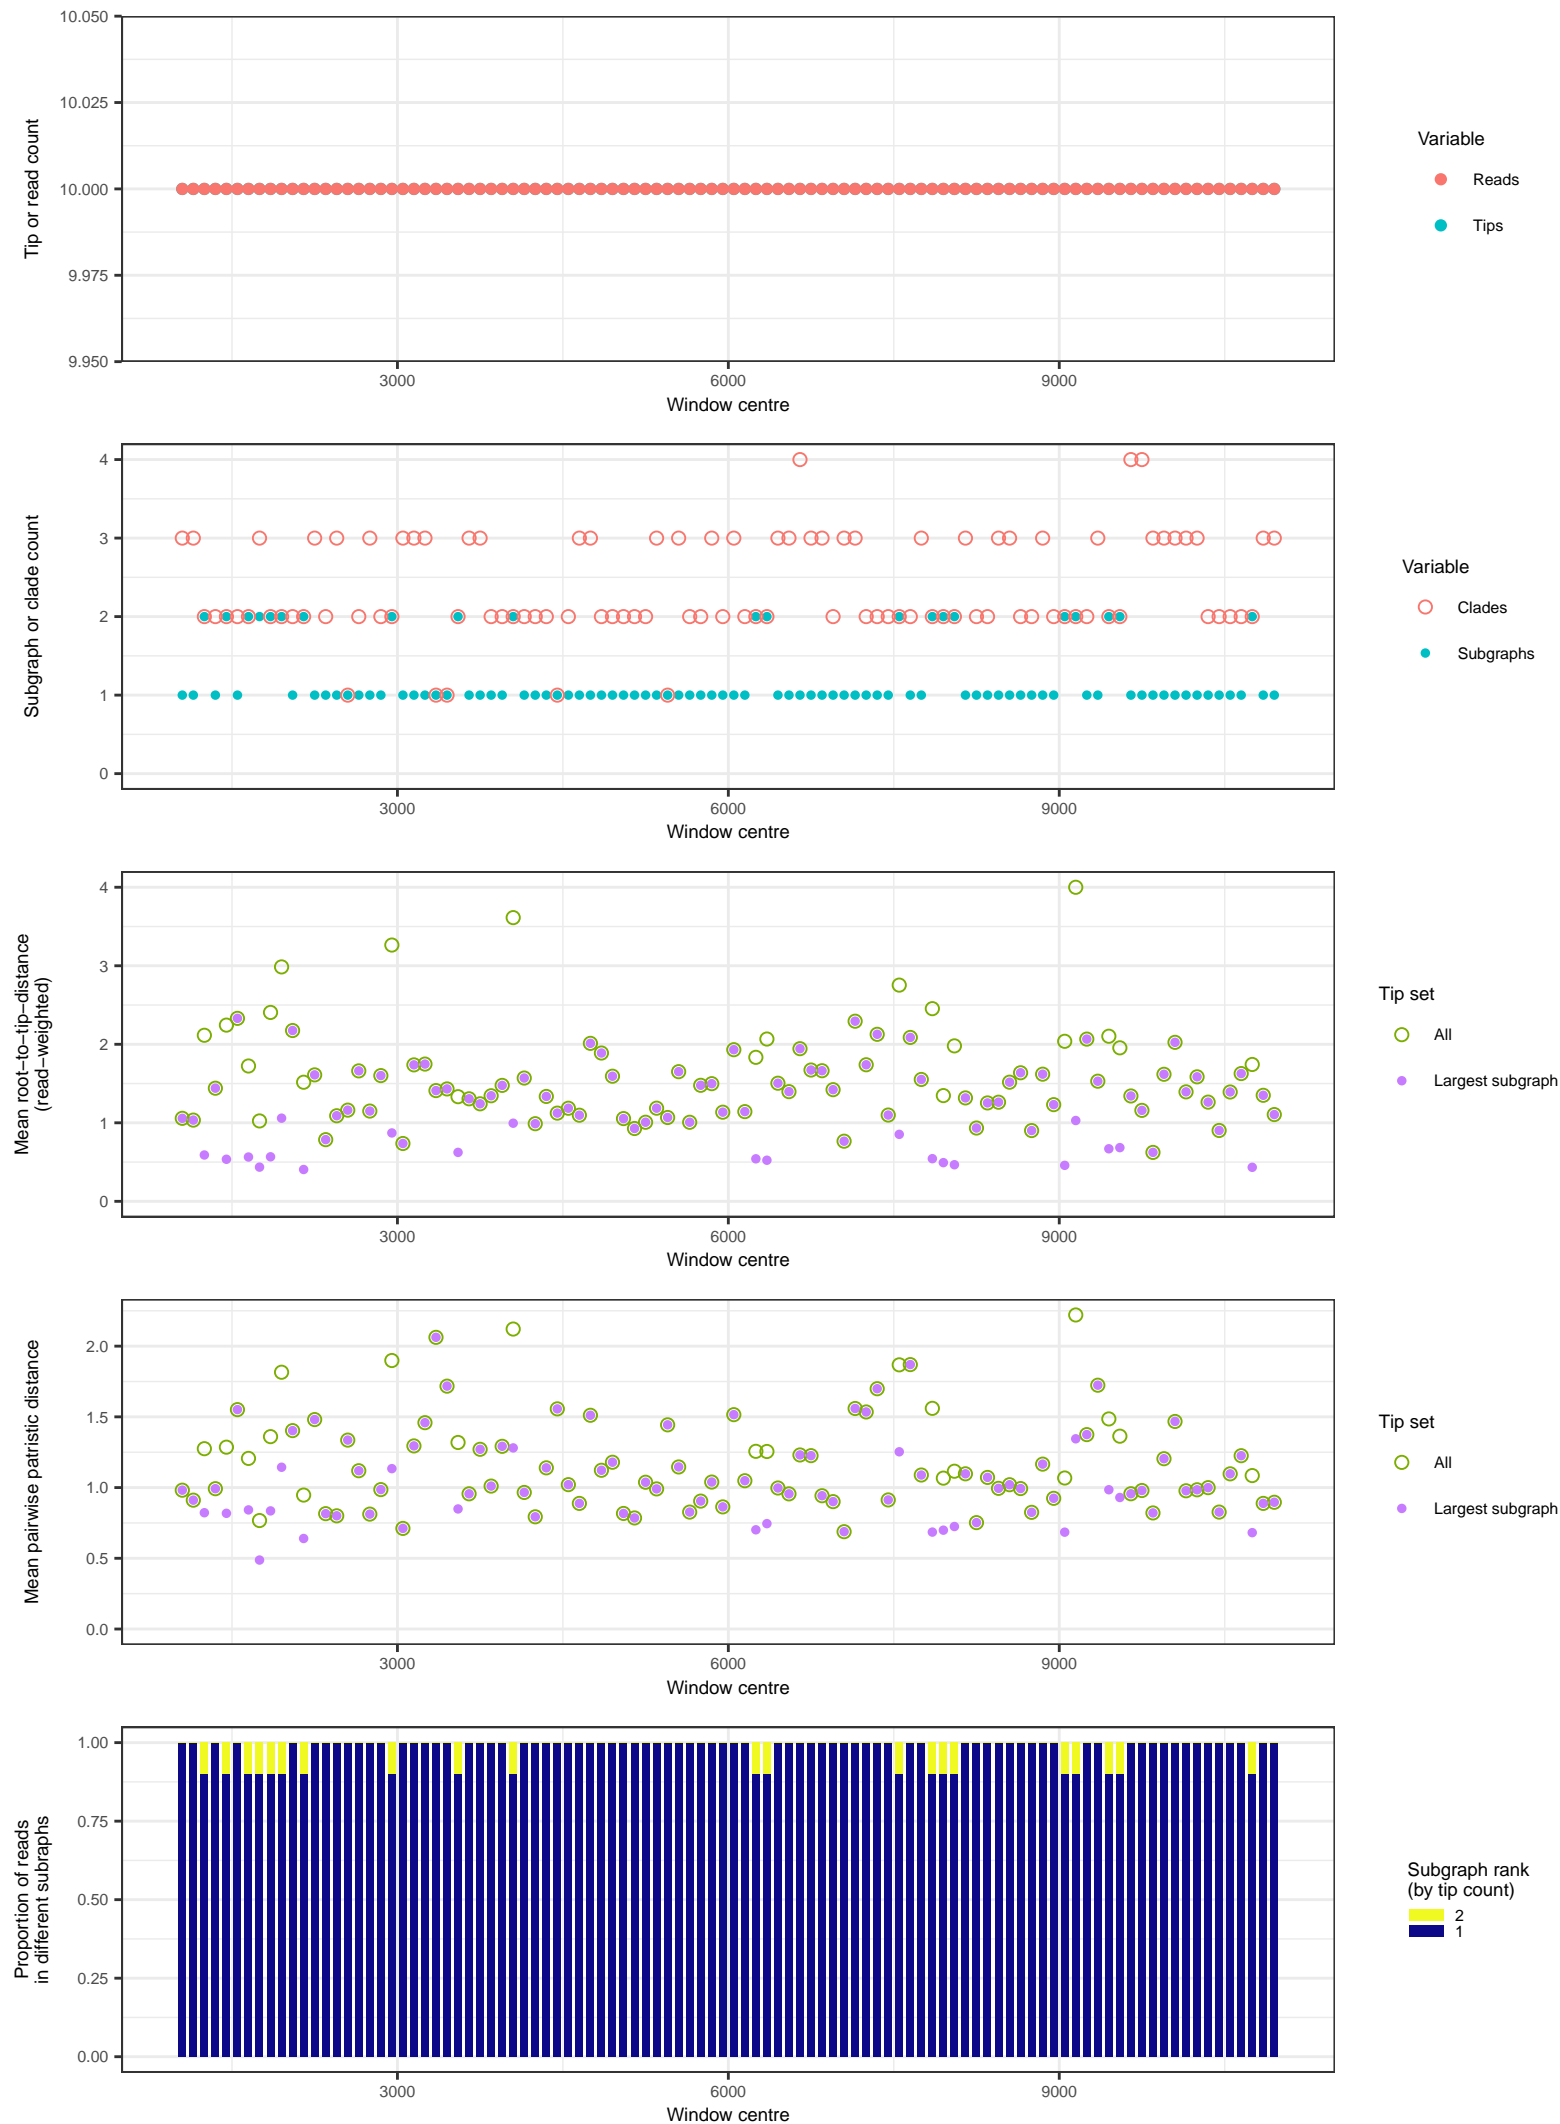 10.050
10.025
10.000
9.975
9.950
Tip or read count
3000
6000
9000
Window centre
Variable
Reads
Tips
4
3
2
1
0
Subgraph or clade count
3000
6000
9000
Window centre
Variable
Clades
Subgraphs
4
3
2
1
0
Mean root−to−tip−distance
(read−weighted)
3000
6000
9000
Window centre
Tip set
All
Largest subgraph
2.0
1.5
1.0
0.5
0.0
Mean pairwise patristic distance
3000
6000
9000
Window centre
Tip set
All
Largest subgraph
1.00
0.75
0.50
0.25
0.00
Proportion of reads
in different subraphs
3000
6000
9000
Window centre
Subgraph rank
(by tip count)
2
1